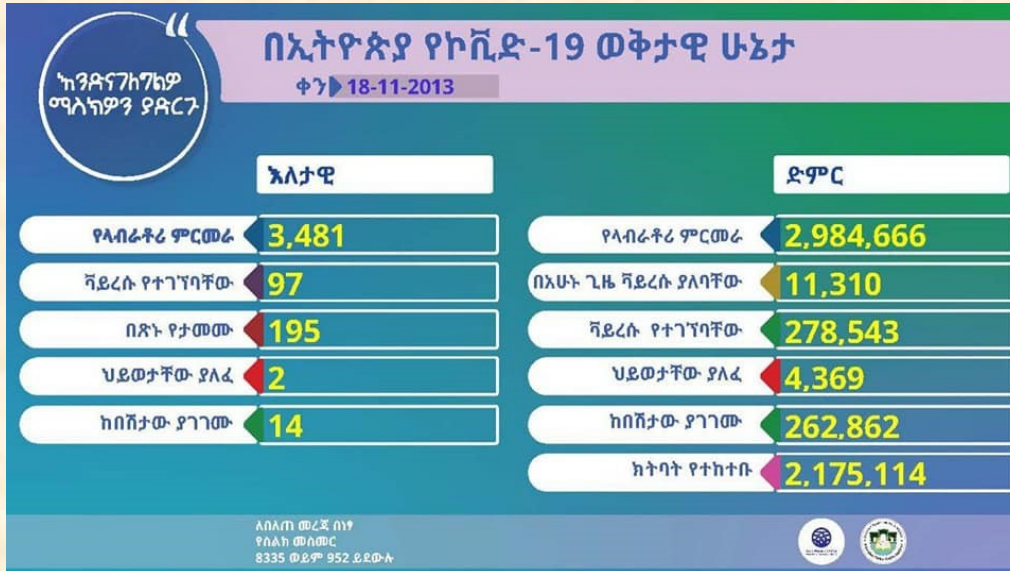 በኢትዮጵያ የኮቪድ-19 ወቅታዊ ሁኔታ
ቀን 18-11-2013
“
እንድናገለግልዎ
ማስክዎን ያድርጉ
እለታዊ
የላብራቶሪ ምርመራ 3,481
ቫይረሱ የተገኘባቸው 97
በጽኑ የታመሙ 195
ህይወታቸው ያለፈ 2
ከበሽታው ያገገሙ 14
ድምር
የላብራቶሪ ምርመራ 2,984,666
በአሁኑ ጊዜ ቫይረሱ ያለባቸው 11,310
ቫይረሱ የተገኘባቸው 278,543
ህይወታቸው ያለፈ 4,369
ከበሽታው ያገገሙ 262,862
ክትባት የተከተቡ 2,175,114
ለበለጠ መረጃ በነፃ
የስልክ መስመር
8335 ወይም 952 ይደውሉ